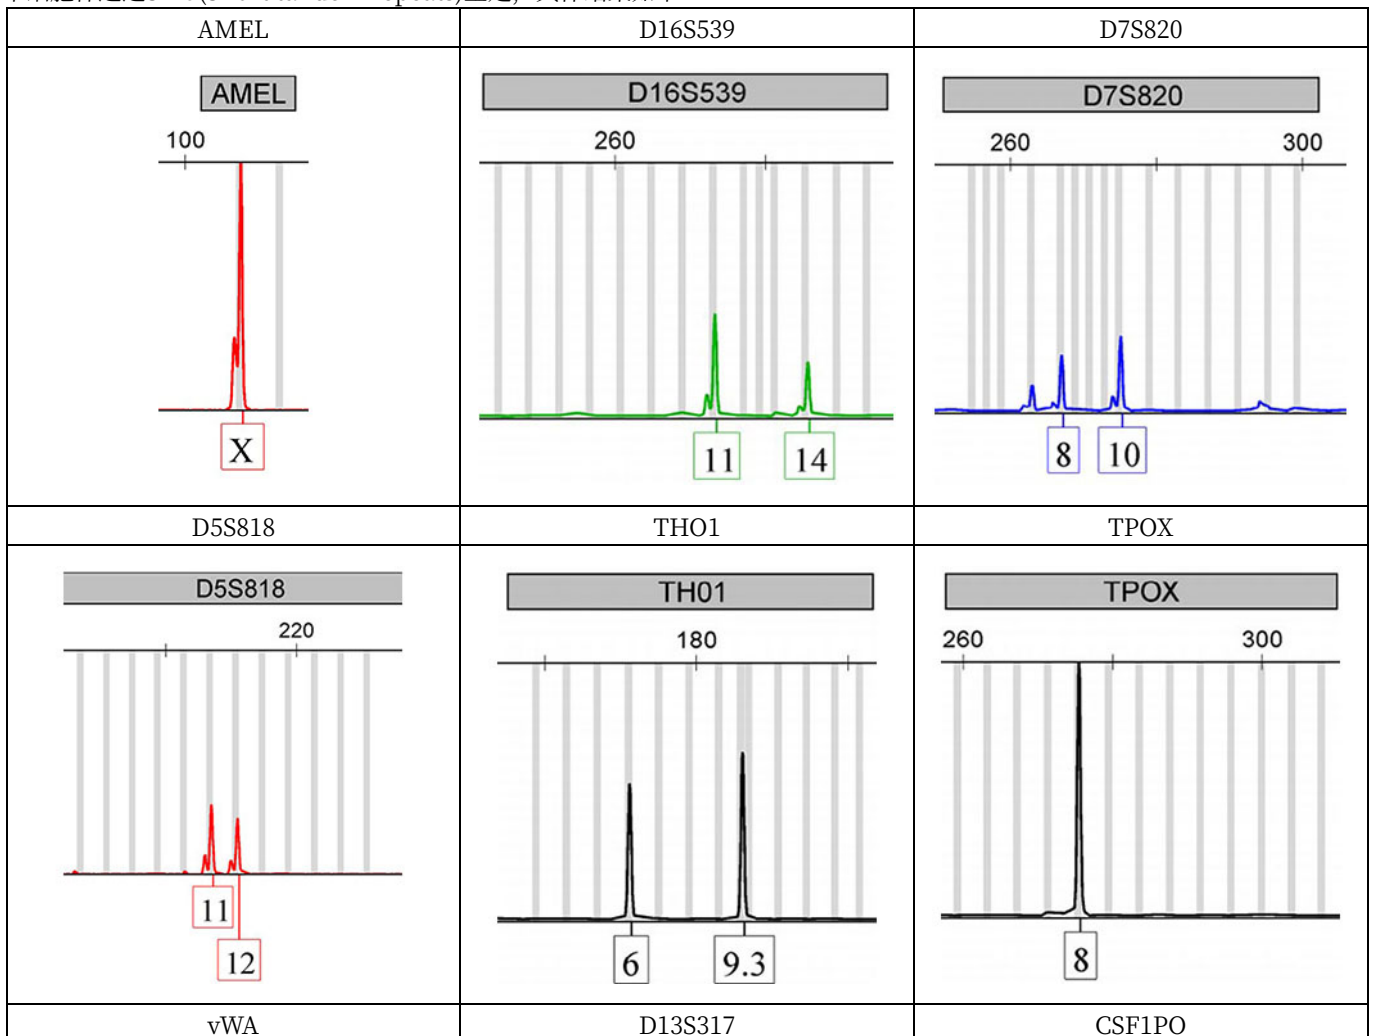 AMEL D16S539 D7S820
AMEL D16S539 D7S820
100 260 260 300
X 11 14 8 10
D5S818 THO1 TPOX
D5S818 TH01 TPOX
220 180 260 300
11
12 6 9.3 8
vWA D13S317 CSF1PO